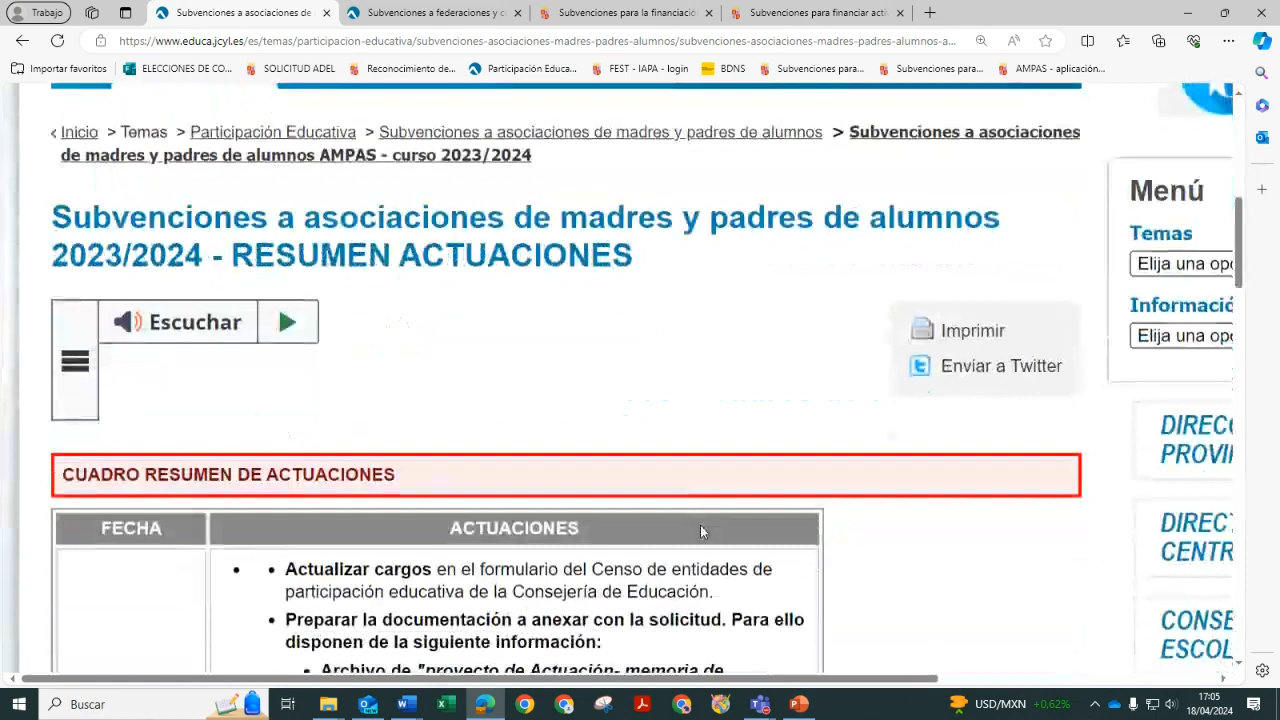 Trabajo
Subvenciones a asociaciones de
Subvenciones a federaciones y c
Subvenciones para la financiació
Subvenciones para financiar acti
https://www.educa.jcyl.es/es/temas/participacion-educativa/subvenciones-asociaciones-madres-padres-alumnos/subvenciones-asociaciones-madres-padres-alumnos-a...
Importar favoritos
ELECCIONES DE CO...
SOLICITUD ADEL
Reconocimiento de...
Participación Educa...
FEST - IAPA - login
BDNS
Subvenciones para...
Subvenciones para...
AMPAS - aplicación...
Inicio > Temas > Participación Educativa > Subvenciones a asociaciones de madres y padres de alumnos > Subvenciones a asociaciones
de madres y padres de alumnos AMPAS - curso 2023/2024
Subvenciones a asociaciones de madres y padres de alumnos
2023/2024 - RESUMEN ACTUACIONES
Escuchar
Imprimir
Enviar a Twitter
Menú
Temas
Elija una opc
Informació
Elija una opc
DIREC
PROVI
DIRECT
CENTR
CONSE
ESCOL
CUADRO RESUMEN DE ACTUACIONES
FECHA
ACTUACIONES
• • Actualizar cargos en el formulario del Censo de entidades de
participación educativa de la Consejería de Educación.
• Preparar la documentación a anexar con la solicitud. Para ello
disponen de la siguiente información:
• Archivo de "proyecto de Actuación- memoria de
Buscar
USD/MXN +0,62%
17:05
18/04/2024